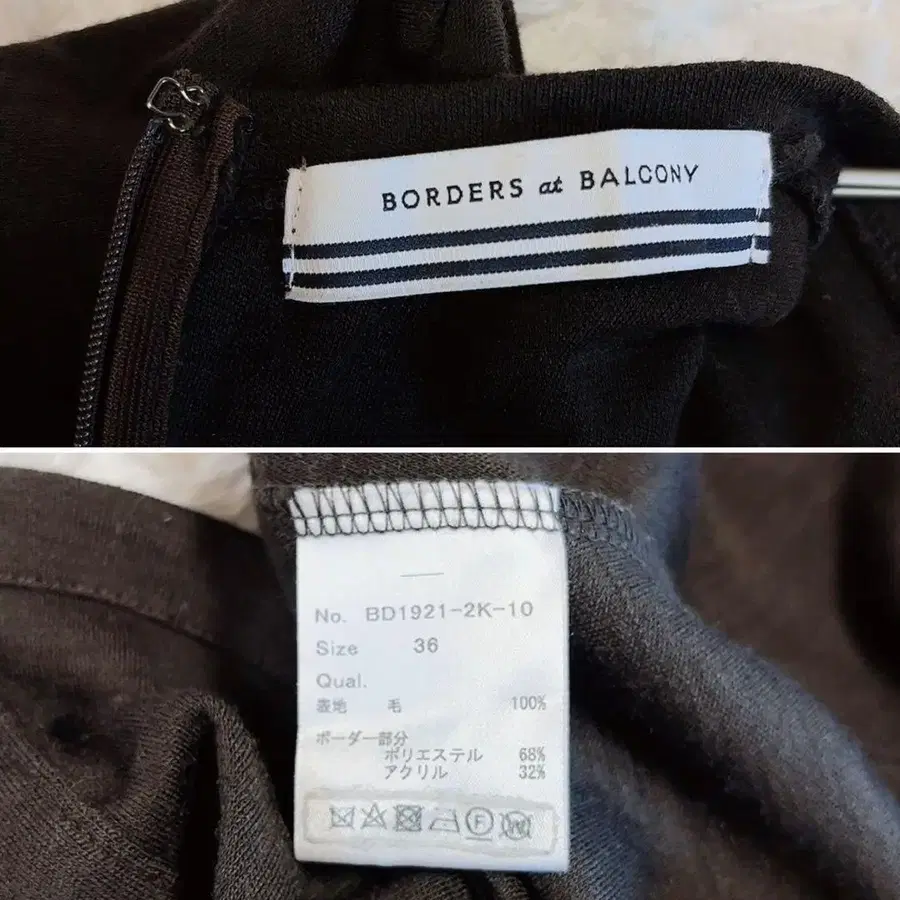 BORDERS at BALCONY
No. BD1921-2K-10
Size 36
Qual.
表地 毛 100%
ボーダー部分
ポリエステル 68%
アクリル 32%
F W